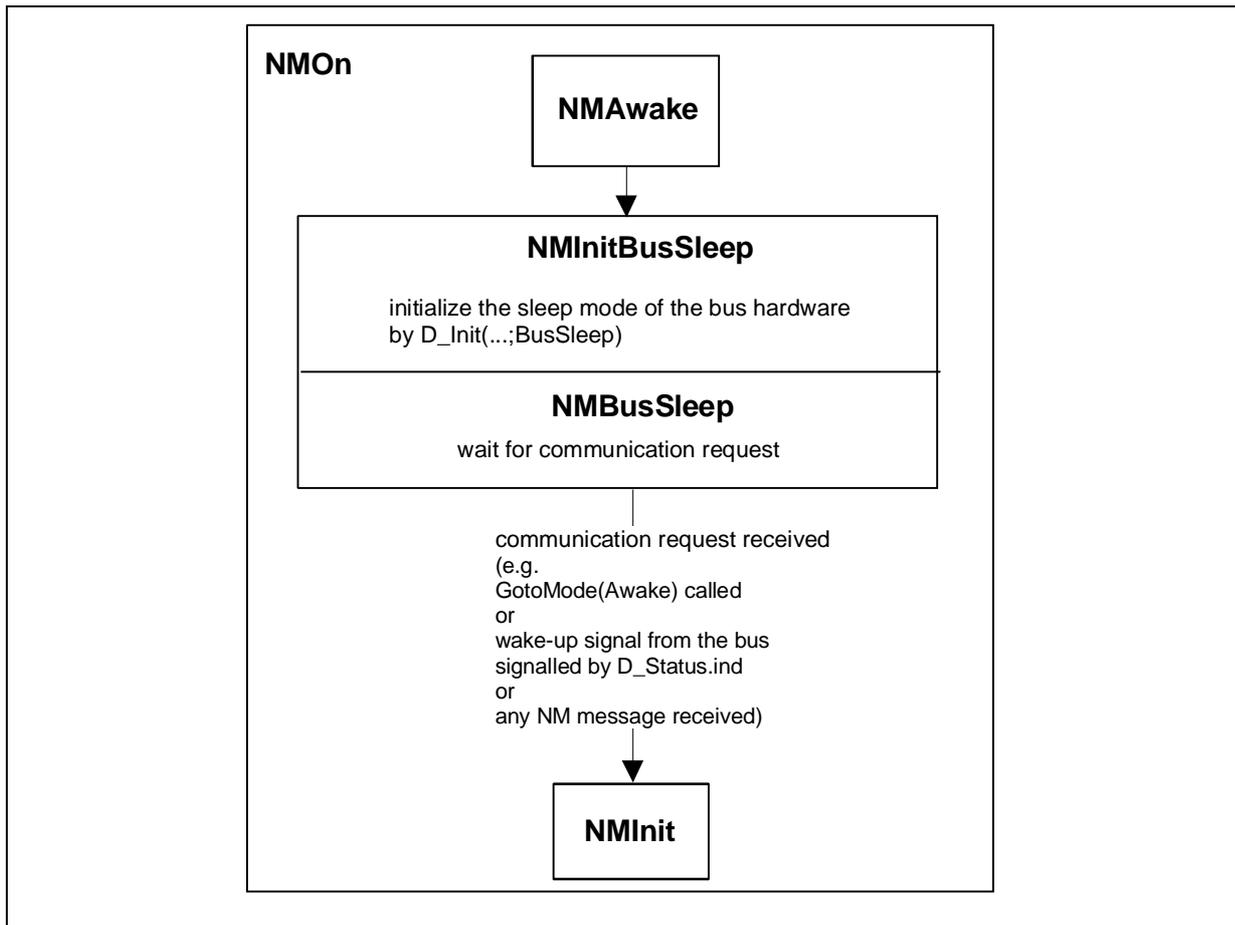 NMOn
NMAwake
NMInitBusSleep
initialize the sleep mode of the bus hardware
by D_Init(...;BusSleep)
NMBusSleep
wait for communication request
communication request received
(e.g.
GotoMode(Awake) called
or
wake-up signal from the bus
signalled by D_Status.ind
or
any NM message received)
NMInit